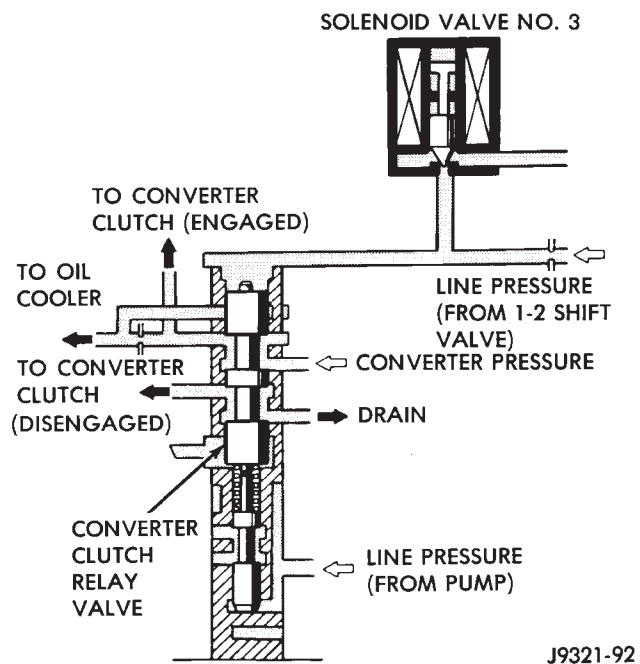 SOLENOID VALVE NO. 3
TO CONVERTER
CLUTCH (ENGAGED)
TO OIL
COOLER
LINE PRESSURE
(FROM 1-2 SHIFT
VALVE)
TO CONVERTER
CLUTCH
(DISENGAGED)
CONVERTER PRESSURE
DRAIN
CONVERTER
CLUTCH
RELAY
VALVE
LINE PRESSURE
(FROM PUMP)
J9321-92